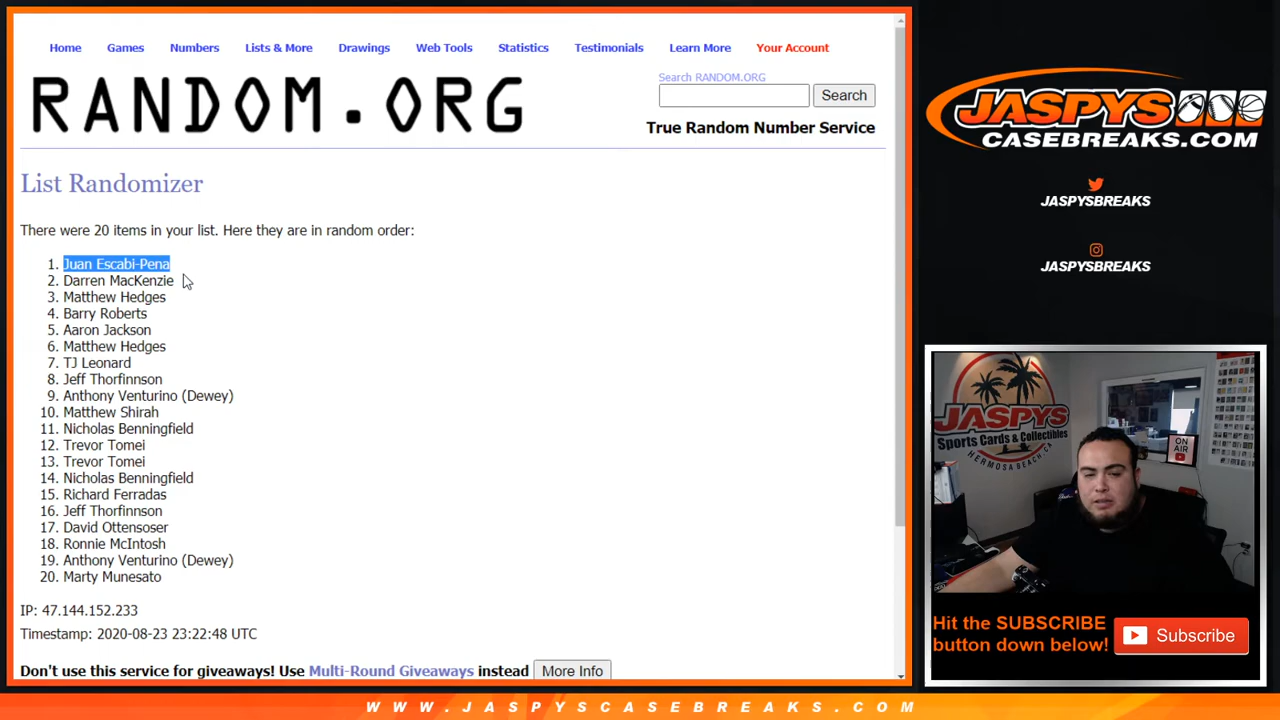 Home Games Numbers Lists & More Drawings Web Tools Statistics Testimonials Learn More Your Account
RANDOM.ORG
Search RANDOM.ORG
Search
True Random Number Service
List Randomizer
There were 20 items in your list. Here they are in random order:
1. Juan Escabi-Pena
2. Darren MacKenzie
3. Matthew Hedges
4. Barry Roberts
5. Aaron Jackson
6. Matthew Hedges
7. TJ Leonard
8. Jeff Thorfinnson
9. Anthony Venturino (Dewey)
10. Matthew Shirah
11. Nicholas Benningfield
12. Trevor Tomei
13. Trevor Tomei
14. Nicholas Benningfield
15. Richard Ferradas
16. Jeff Thorfinnson
17. David Ottensoser
18. Ronnie McIntosh
19. Anthony Venturino (Dewey)
20. Marty Munesato
IP: 47.144.152.233
Timestamp: 2020-08-23 23:22:48 UTC
Don't use this service for giveaways! Use Multi-Round Giveaways instead
More Info
JASPYS
CASEBREAKS.COM
JASPYSBREAKS
JASPYSBREAKS
JASPYS
Sports Cards & Collectibles
HERMOSA BEACH, CA
ON
AIR
Hit the SUBSCRIBE
button down below!
Subscribe
WWW.JASPYSCASEBREAKS.COM